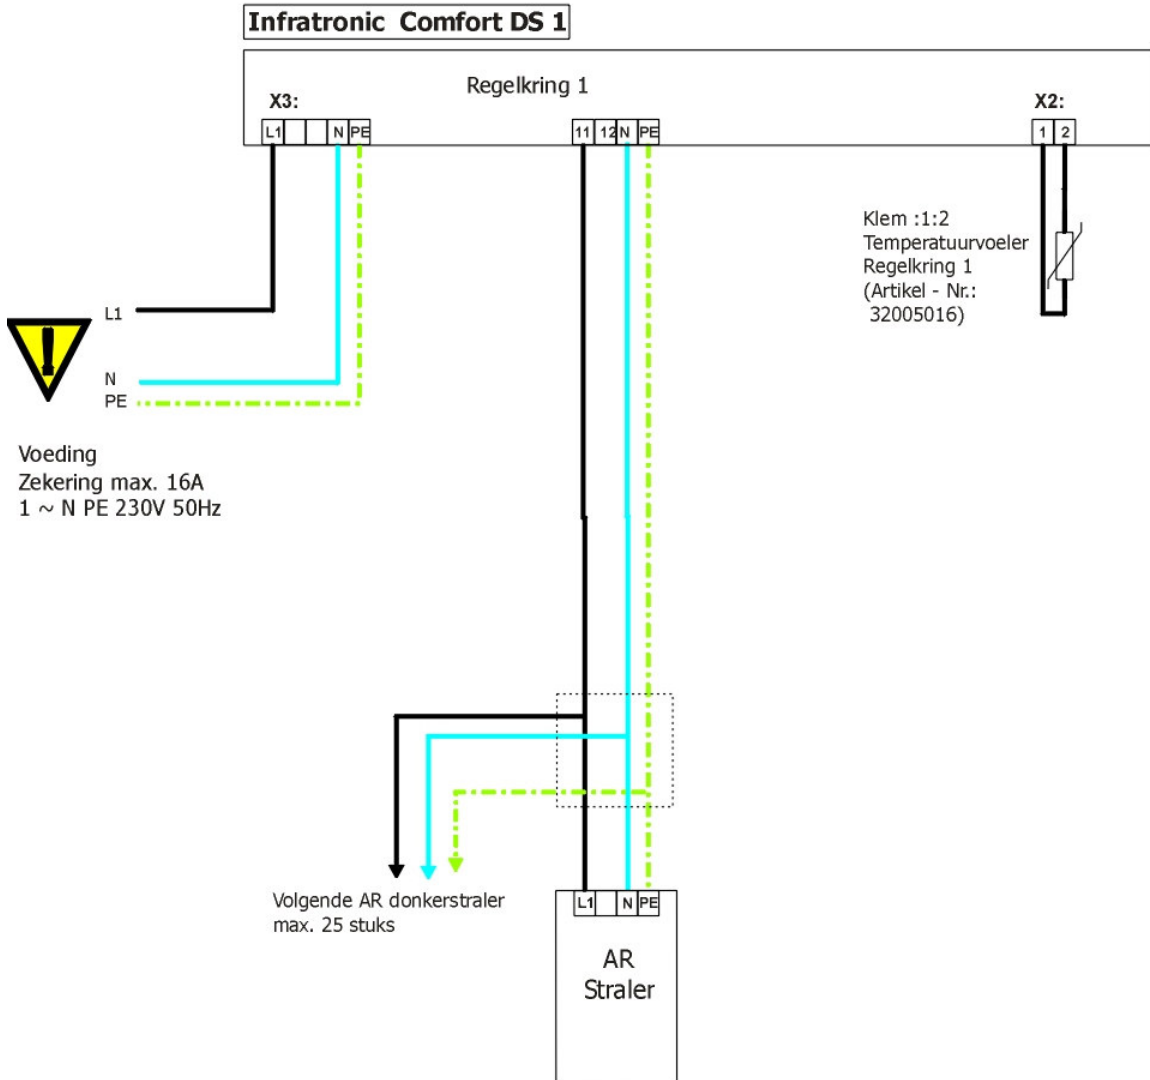 Infratronic Comfort DS 1
Regelkring 1
X3:
X2:
L1 N PE
11 12 N PE
1 2
Klem :1:2
Temperatuurvoeler
Regelkring 1
(Artikel - Nr.:
32005016)
L1
N
PE
Voeding
Zekering max. 16A
1 ~ N PE 230V 50Hz
Volgende AR donkerstraler
max. 25 stuks
L1 N PE
AR
Straler